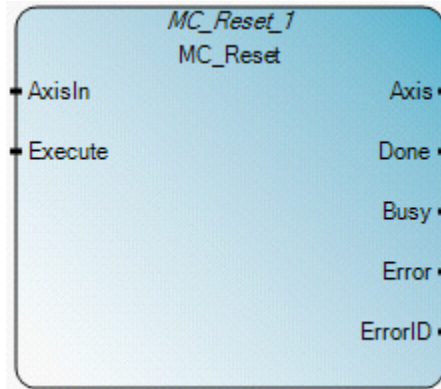 MC_Reset_1
MC_Reset
AxisIn Axis
Execute Done
Busy
Error
ErrorID